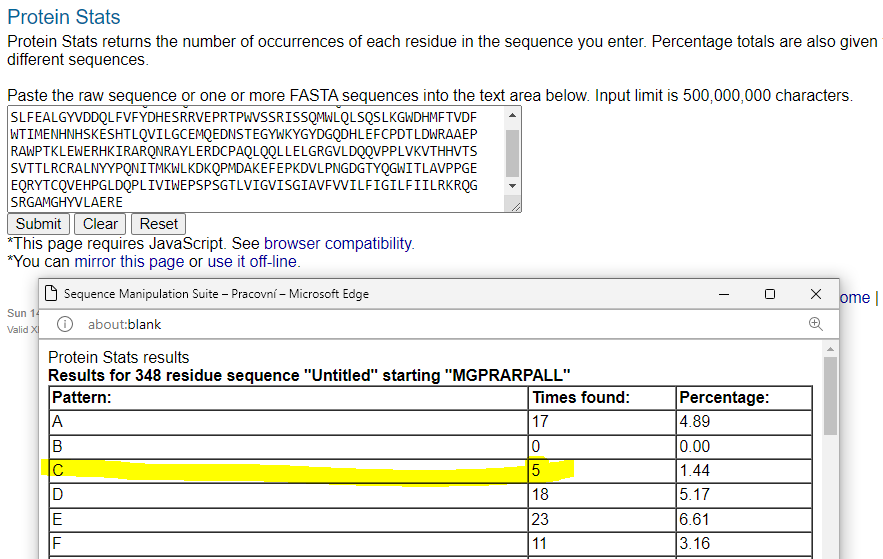 Protein Stats
Protein Stats returns the number of occurrences of each residue in the sequence you enter. Percentage totals are also given
different sequences.
Paste the raw sequence or one or more FASTA sequences into the text area below. Input limit is 500,000,000 characters.
SLFEALGYVDDQLFVFYDHESRRVEPRTPWVSSRISSQMWLQLSQSLKGWDHMFTVDF
WTIMENHNHSKESHTLQVILGCEMQEDNSTEGYWKYGYDGQDHLEFCPDTLDWRAAEP
RAWPTKLEWERHKIRARQNRAYLERDCPAQLQQLLELGRGVLDQQVPPLVKVTHHVTS
SVTTLRCRALNYYPQNITMKWLKDKQPMDAKEFEPKDVLPNGDGTYQGWITLAVPPGE
EQRYTCQVEHPGLDQPLIVIWEPSPSGTLVIGVISGIAVFVVILFIGILFIILRKRQG
SRGAMGHYVLAERE
Submit Clear Reset
*This page requires JavaScript. See browser compatibility.
*You can mirror this page or use it off-line.
ome |
Sun 14
Valid X
Sequence Manipulation Suite – Pracovní – Microsoft Edge
about:blank
Protein Stats results
Results for 348 residue sequence "Untitled" starting "MGPRARPALL"
Pattern: Times found: Percentage:
A 17 4.89
B 0 0.00
C 5 1.44
D 18 5.17
E 23 6.61
F 11 3.16